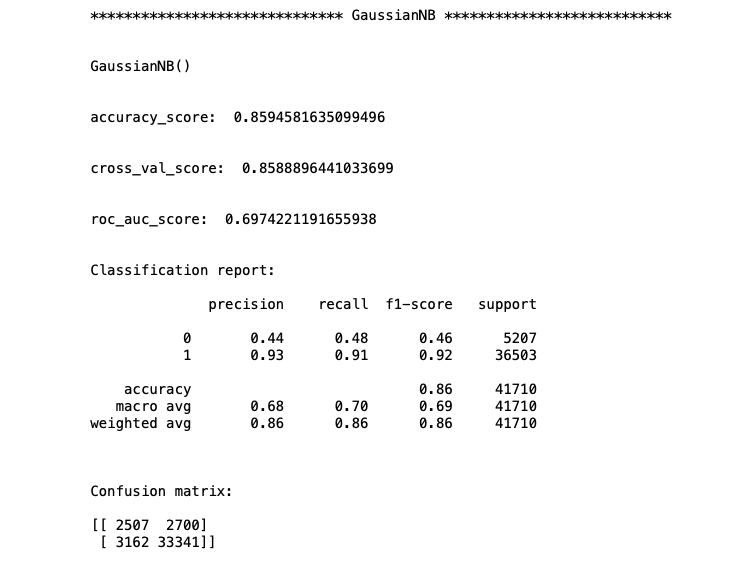 ****************************** GaussianNB ***************************
GaussianNB()
accuracy_score:  0.8594581635099496
cross_val_score:  0.8588896441033699
roc_auc_score:  0.6974221191655938
Classification report:
              precision    recall  f1-score   support
           0       0.44      0.48      0.46      5207
           1       0.93      0.91      0.92     36503
    accuracy                           0.86     41710
   macro avg       0.68      0.70      0.69     41710
weighted avg       0.86      0.86      0.86     41710
Confusion matrix:
[[ 2507  2700]
 [ 3162 33341]]